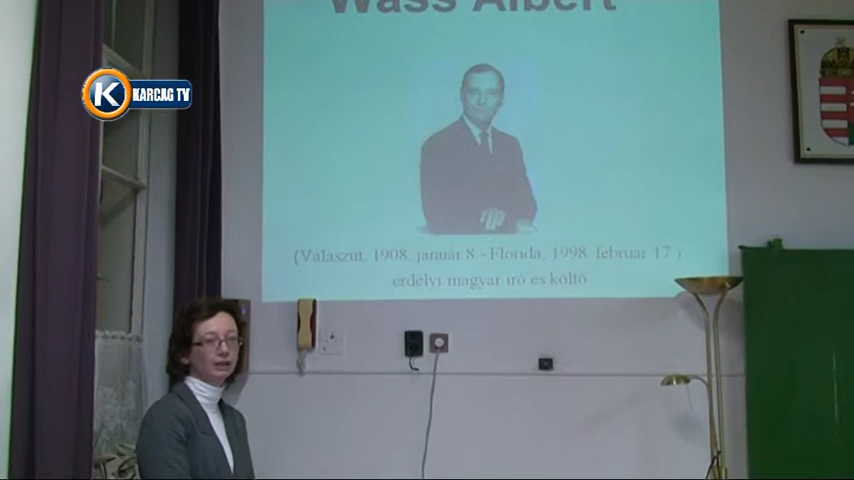 Wass Albert
K KARCAG TV
(Válaszút, 1908. január 8.- Florida, 1998. február 17.)
erdélyi magyar író és költő